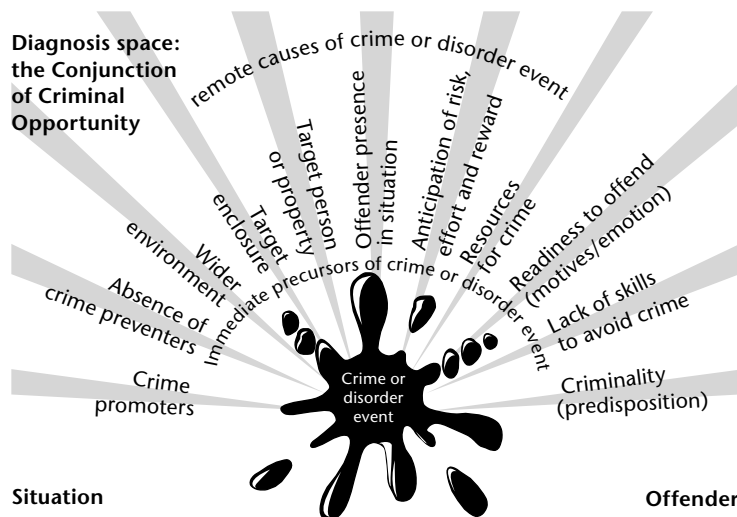 Diagnosis space:
the Conjunction
of Criminal
Opportunity
remote causes of crime or disorder event
Crime
promoters
Absence of
crime preventers
Wider
environment
Target
enclosure
Target person
or property
Offender presence
in situation
Anticipation of risk,
effort and reward
Resources
for crime
Readiness to offend
(motives/emotion)
Lack of skills
to avoid crime
Criminality
(predisposition)
Immediate precursors of crime or disorder event
Crime or
disorder
event
Situation
Offender